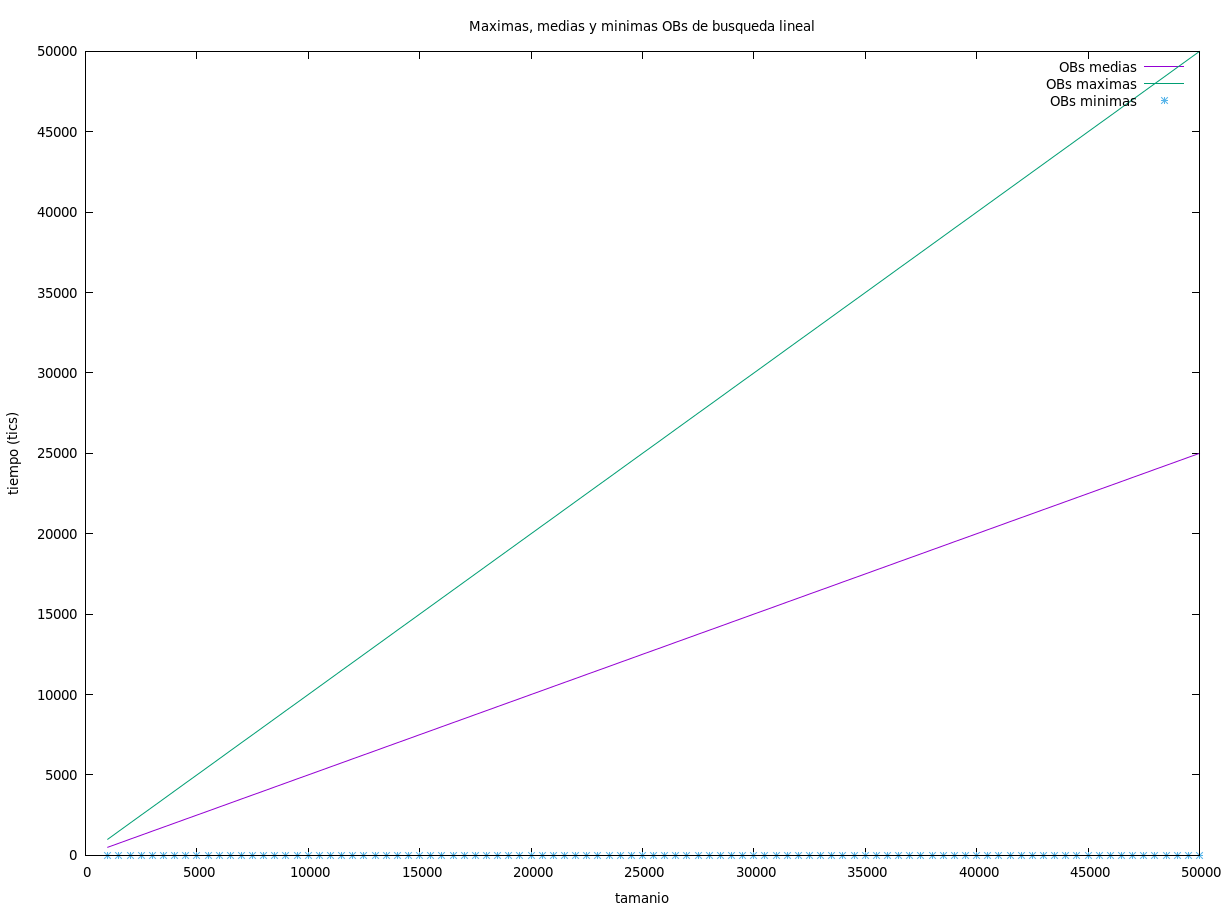 Maximas, medias y minimas OBs de busqueda lineal
50000
45000
40000
35000
30000
25000
20000
15000
10000
5000
0
OBs medias
OBs maximas
OBs minimas
tiempo (tics)
0 5000 10000 15000 20000 25000 30000 35000 40000 45000 50000
tamanio